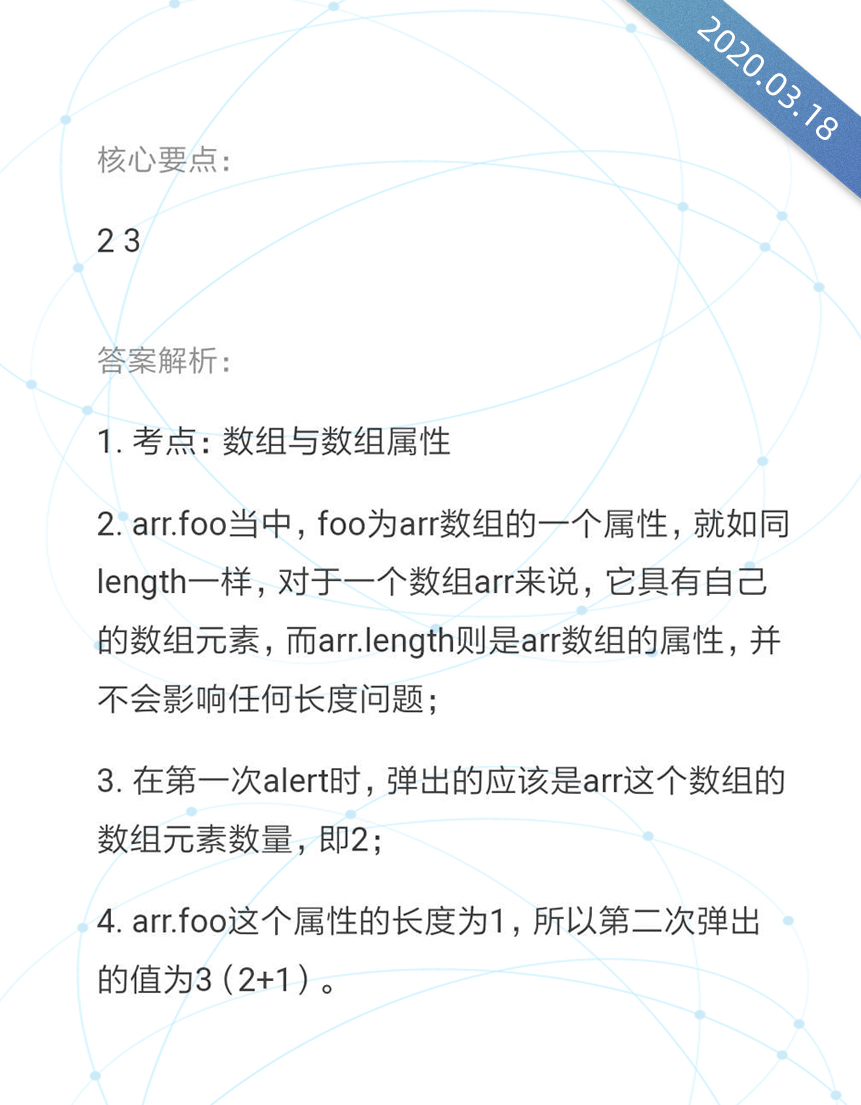 2020.03.18
核心要点：
2 3
答案解析：
1. 考点：数组与数组属性
2. arr.foo当中，foo为arr数组的一个属性，就如同
length一样，对于一个数组arr来说，它具有自己
的数组元素，而arr.length则是arr数组的属性，并
不会影响任何长度问题；
3. 在第一次alert时，弹出的应该是arr这个数组的
数组元素数量，即2；
4. arr.foo这个属性的长度为1，所以第二次弹出
的值为3（2+1）。